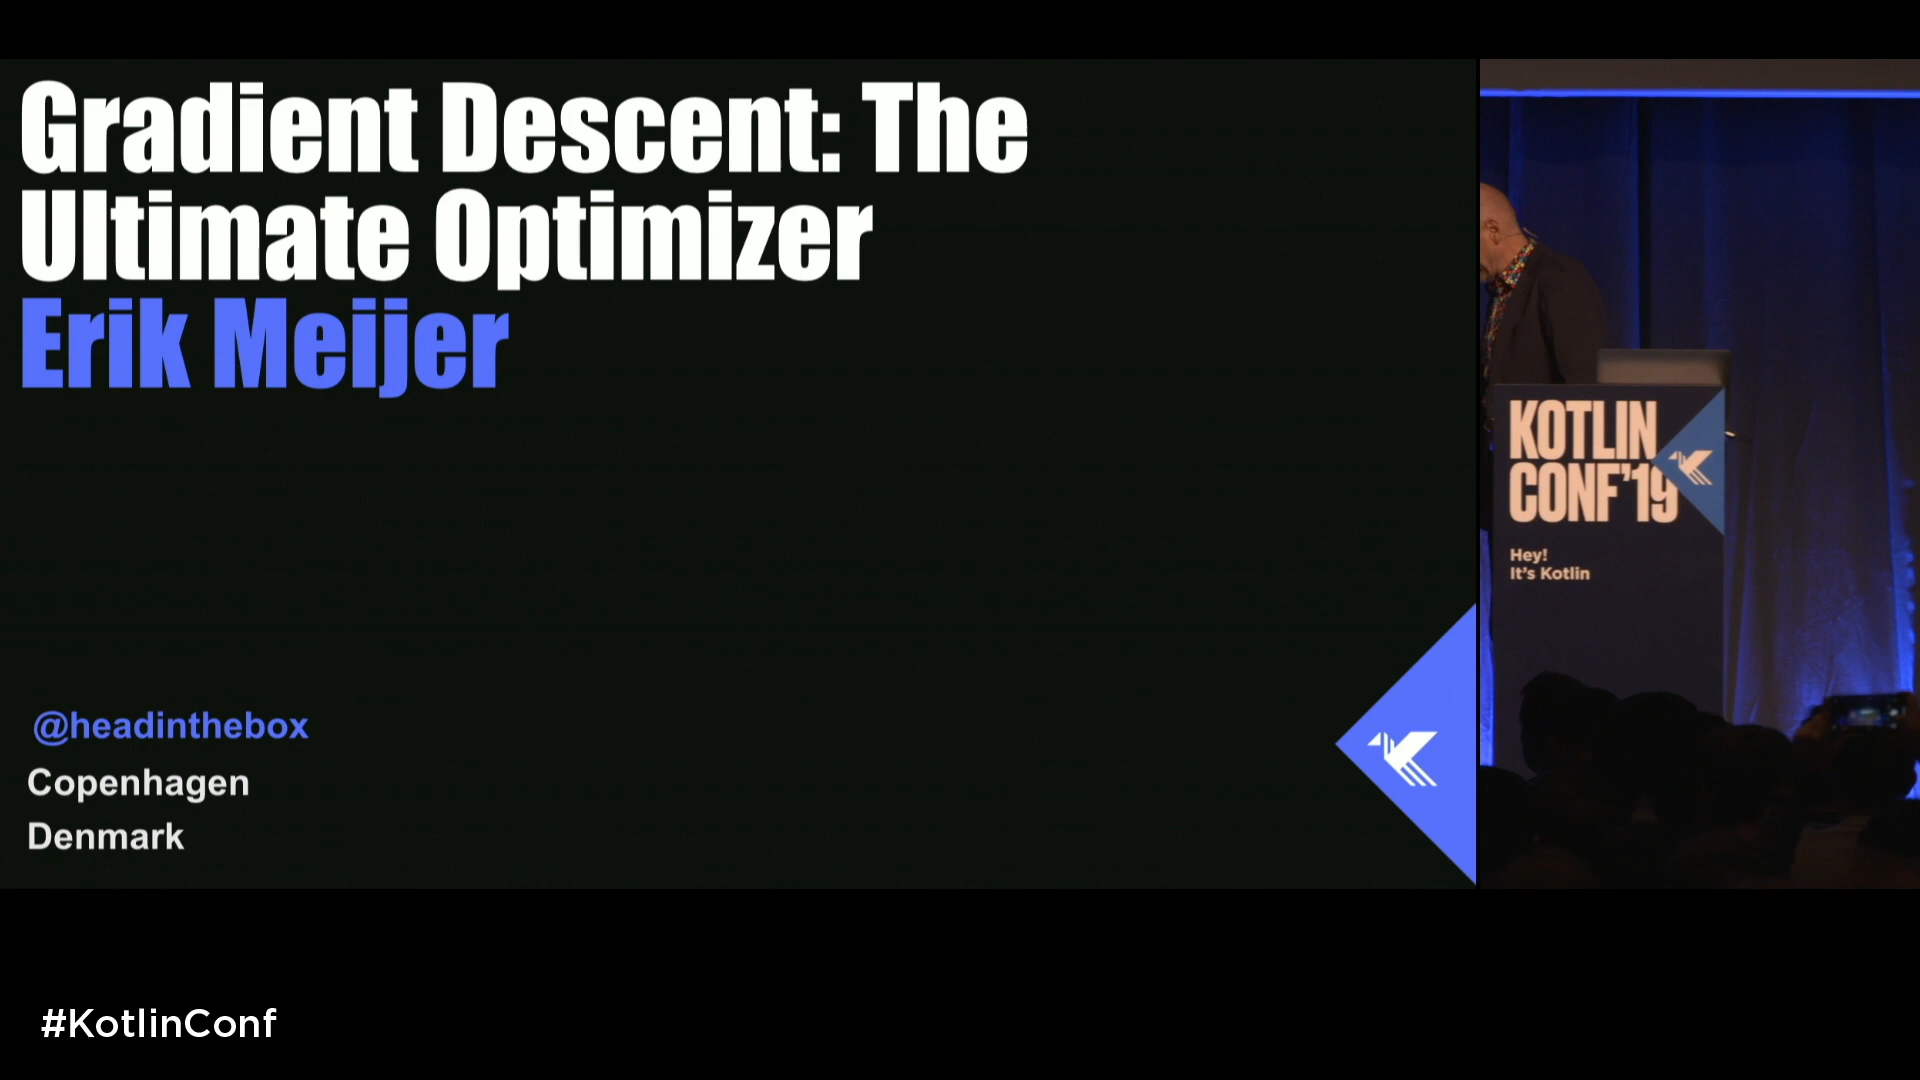 Gradient Descent: The
Ultimate Optimizer
Erik Meijer
@headinthebox
Copenhagen
Denmark
KOTLIN
CONF'19
Hey!
It's Kotlin
#KotlinConf